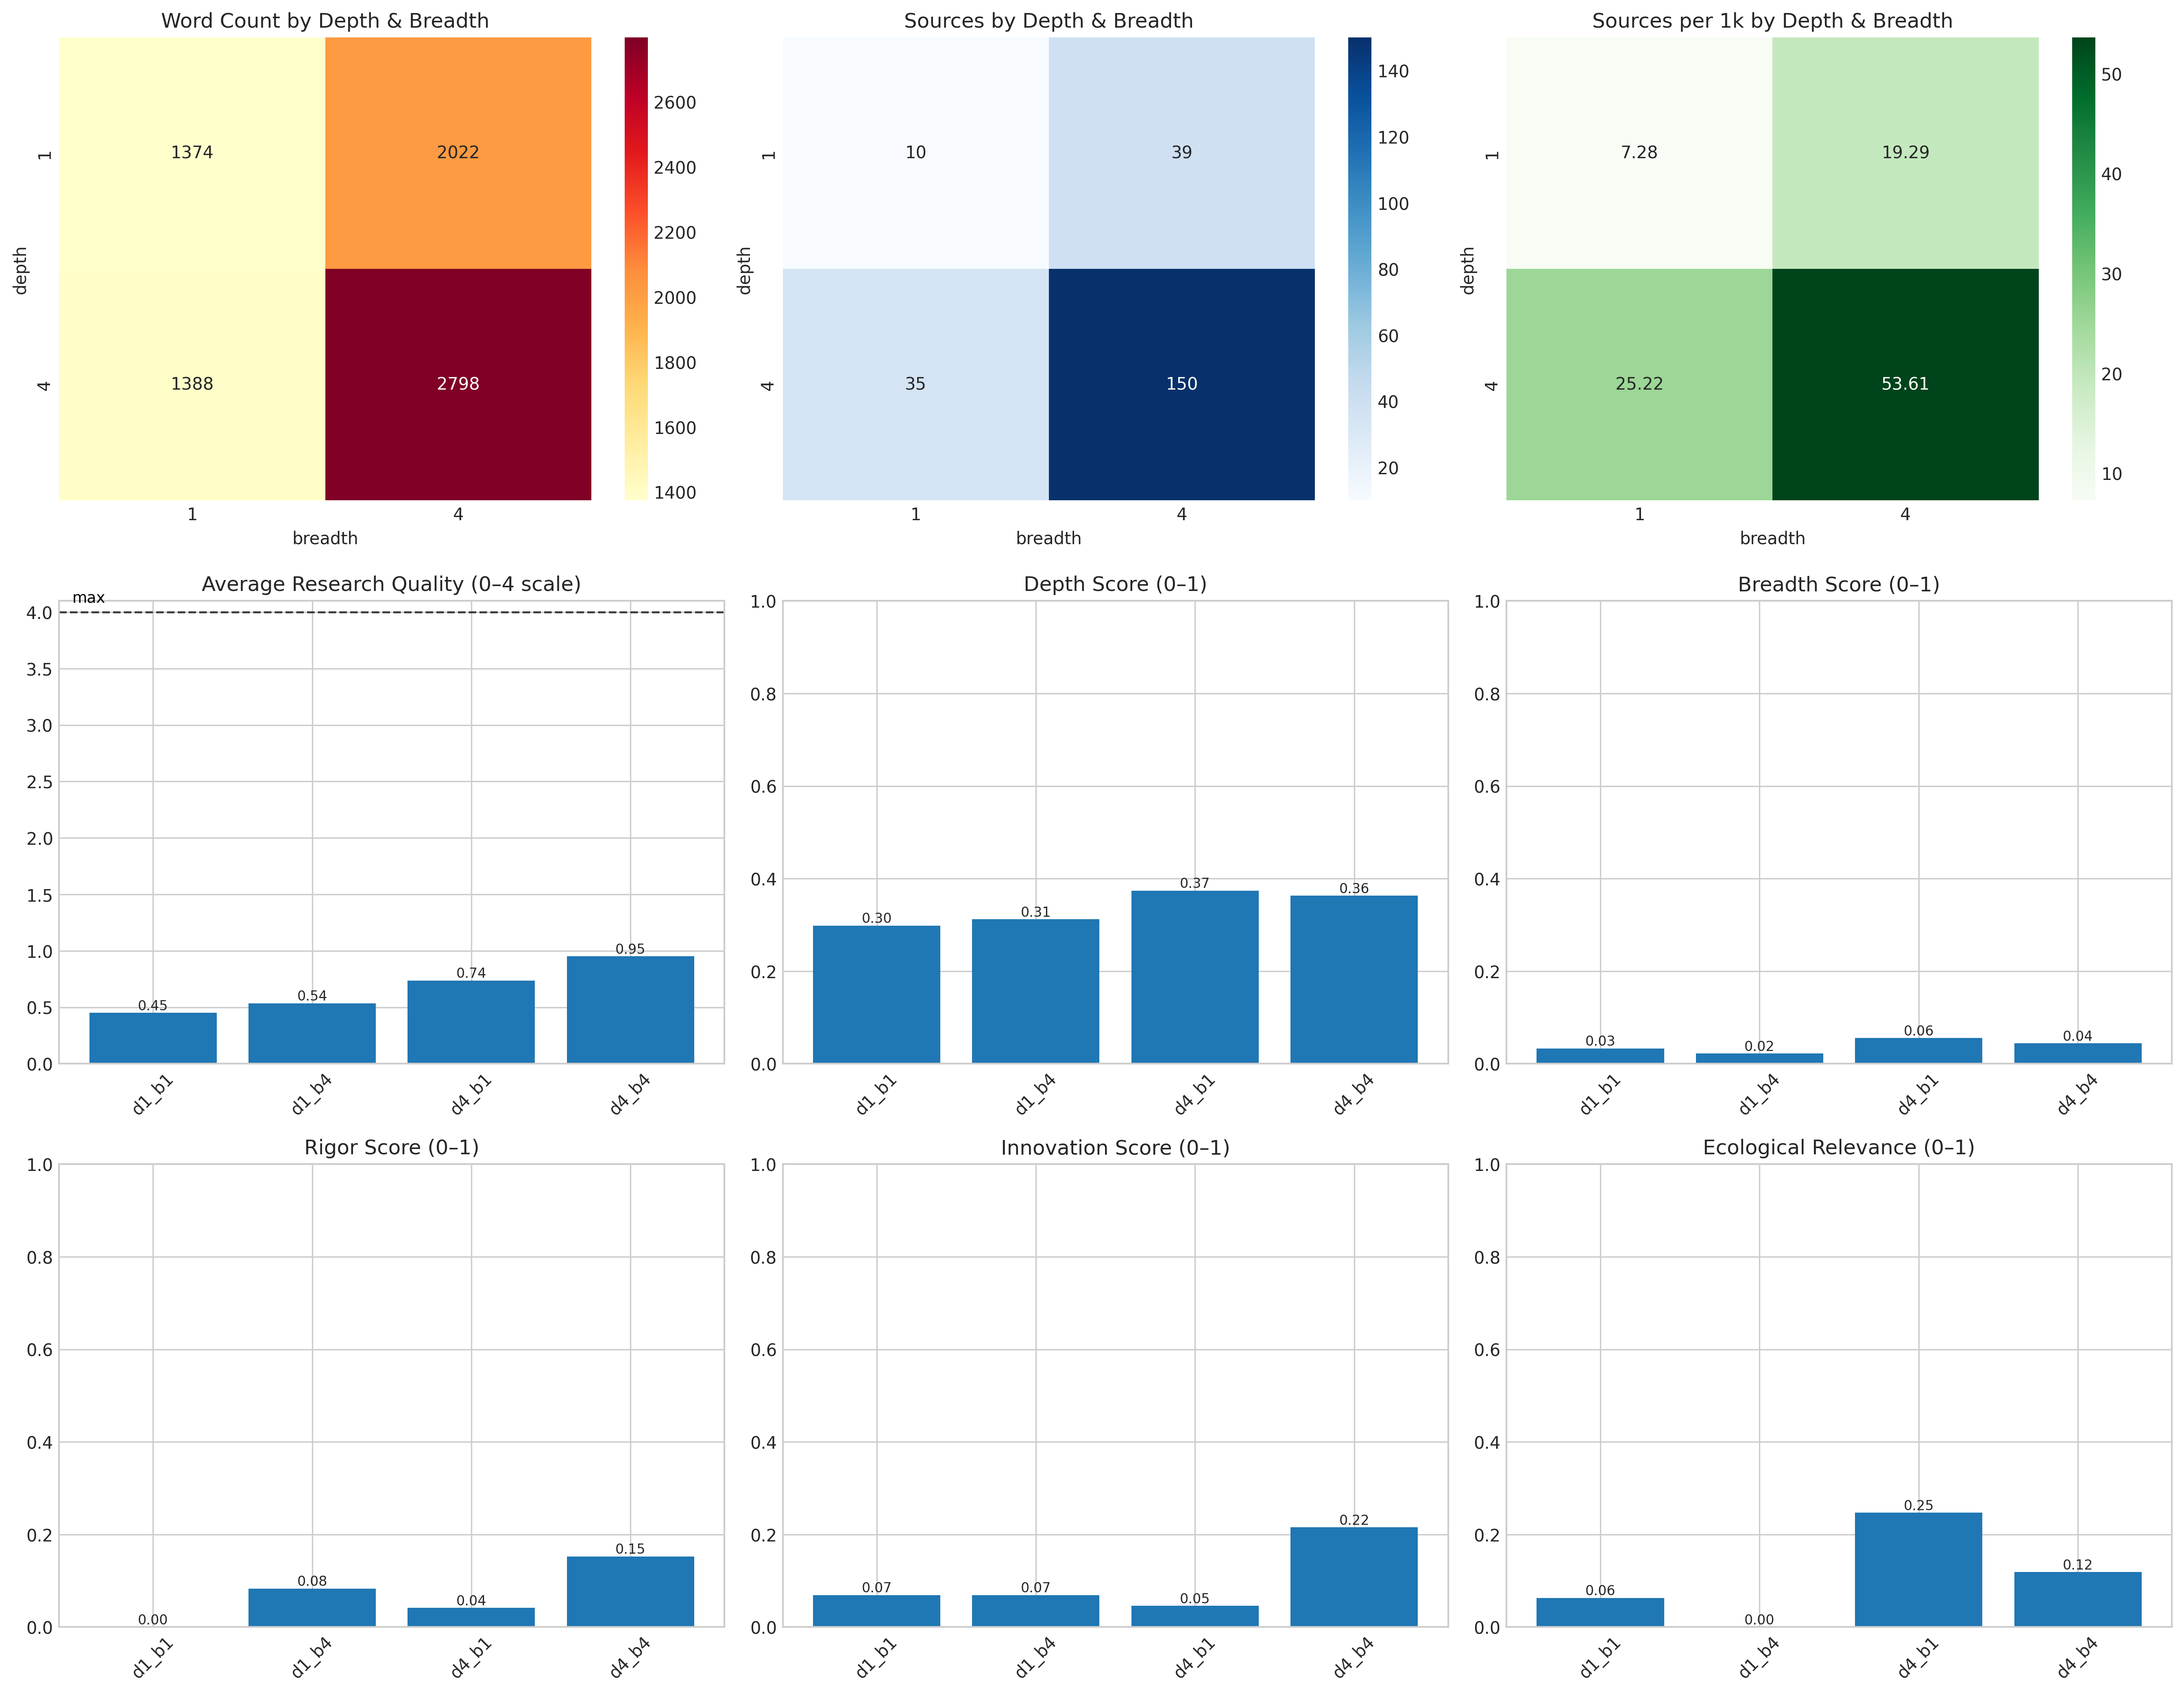 Word Count by Depth & Breadth
1374
2022
1388
2798
1
4
depth
1
4
breadth
2600
2400
2200
2000
1800
1600
1400
Sources by Depth & Breadth
10
39
35
150
1
4
depth
1
4
breadth
140
120
100
80
60
40
20
Sources per 1k by Depth & Breadth
7.28
19.29
25.22
53.61
1
4
depth
1
4
breadth
50
40
30
20
10
Average Research Quality (0–4 scale)
max
4.0
3.5
3.0
2.5
2.0
1.5
1.0
0.5
0.0
0.45
0.54
0.74
0.95
d1_b1
d1_b4
d4_b1
d4_b4
Depth Score (0–1)
1.0
0.8
0.6
0.4
0.2
0.0
0.30
0.31
0.37
0.36
d1_b1
d1_b4
d4_b1
d4_b4
Breadth Score (0–1)
1.0
0.8
0.6
0.4
0.2
0.0
0.03
0.02
0.06
0.04
d1_b1
d1_b4
d4_b1
d4_b4
Rigor Score (0–1)
1.0
0.8
0.6
0.4
0.2
0.0
0.00
0.08
0.04
0.15
d1_b1
d1_b4
d4_b1
d4_b4
Innovation Score (0–1)
1.0
0.8
0.6
0.4
0.2
0.0
0.07
0.07
0.05
0.22
d1_b1
d1_b4
d4_b1
d4_b4
Ecological Relevance (0–1)
1.0
0.8
0.6
0.4
0.2
0.0
0.06
0.00
0.25
0.12
d1_b1
d1_b4
d4_b1
d4_b4